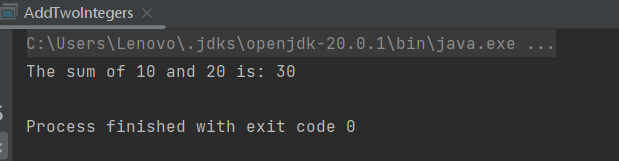 AddTwoIntegers
C:\Users\Lenovo\.jdks\openjdk-20.0.1\bin\java.exe ...
The sum of 10 and 20 is: 30
Process finished with exit code 0